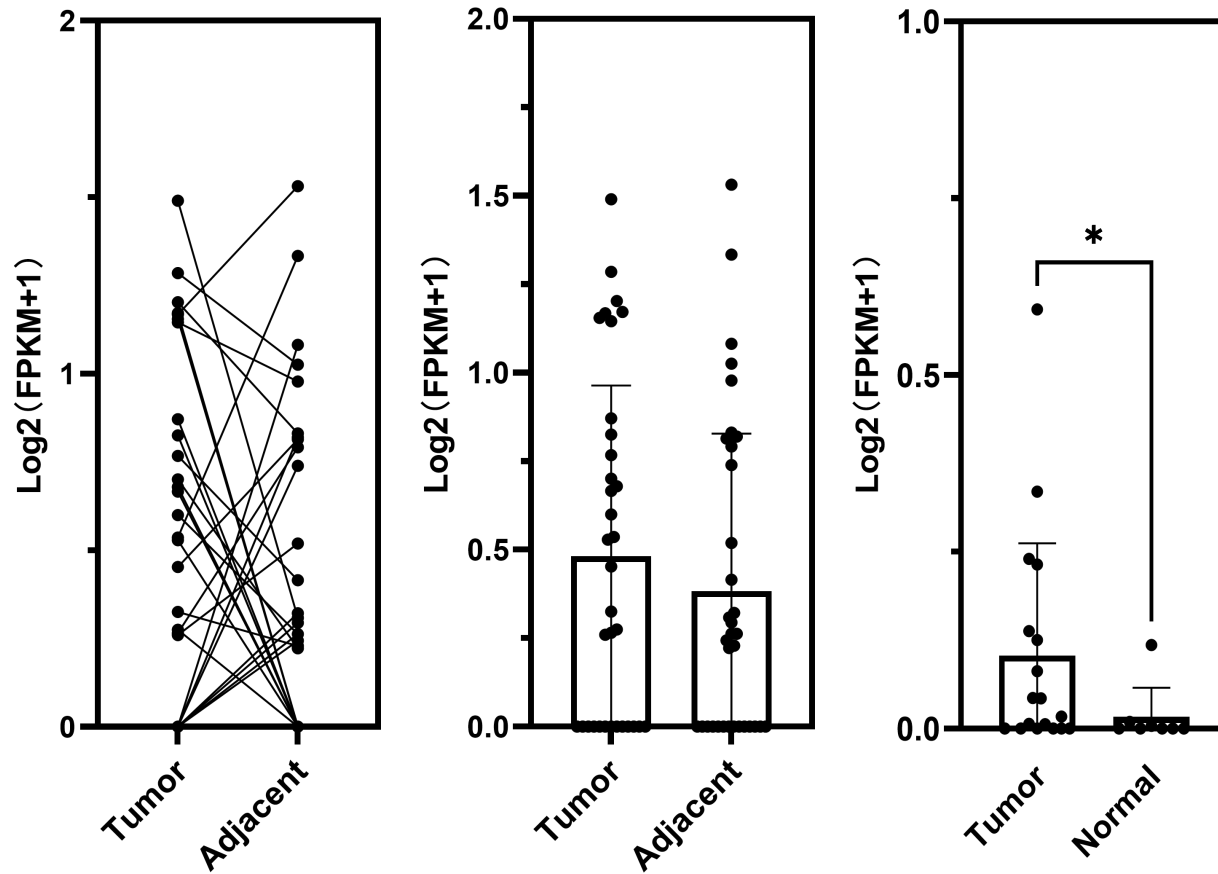 2
1
0
Log2（FPKM+1）
Tumor
Adjacent
2.0
1.5
1.0
0.5
0.0
Log2（FPKM+1）
Tumor
Adjacent
1.0
0.5
0.0
Log2（FPKM+1）
*
Tumor
Normal